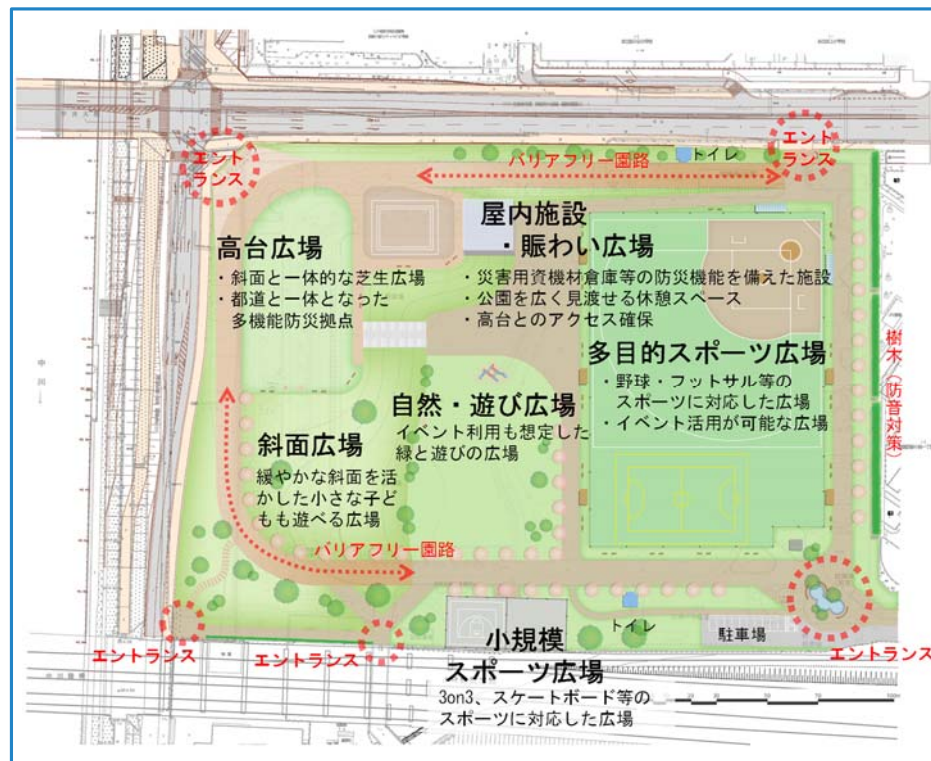 エント
ランス
バリアフリー園路
トイレ
エント
ランス
高台広場
・斜面と一体的な芝生広場
・都道と一体となった
多機能防災拠点
屋内施設
・賑わい広場
・災害用資機材倉庫等の防災機能を備えた施設
・公園を広く見渡せる休憩スペース
・高台とのアクセス確保
多目的スポーツ広場
・野球・フットサル等の
スポーツに対応した広場
・イベント活用が可能な広場
樹木（防音対策）
自然・遊び広場
イベント利用も想定した
緑と遊びの広場
斜面広場
緩やかな斜面を活
かした小さな子ど
もも遊べる広場
バリアフリー園路
中川
エントランス
エントランス
小規模
スポーツ広場
3on3、スケートボード等の
スポーツに対応した広場
トイレ
駐車場
エントランス